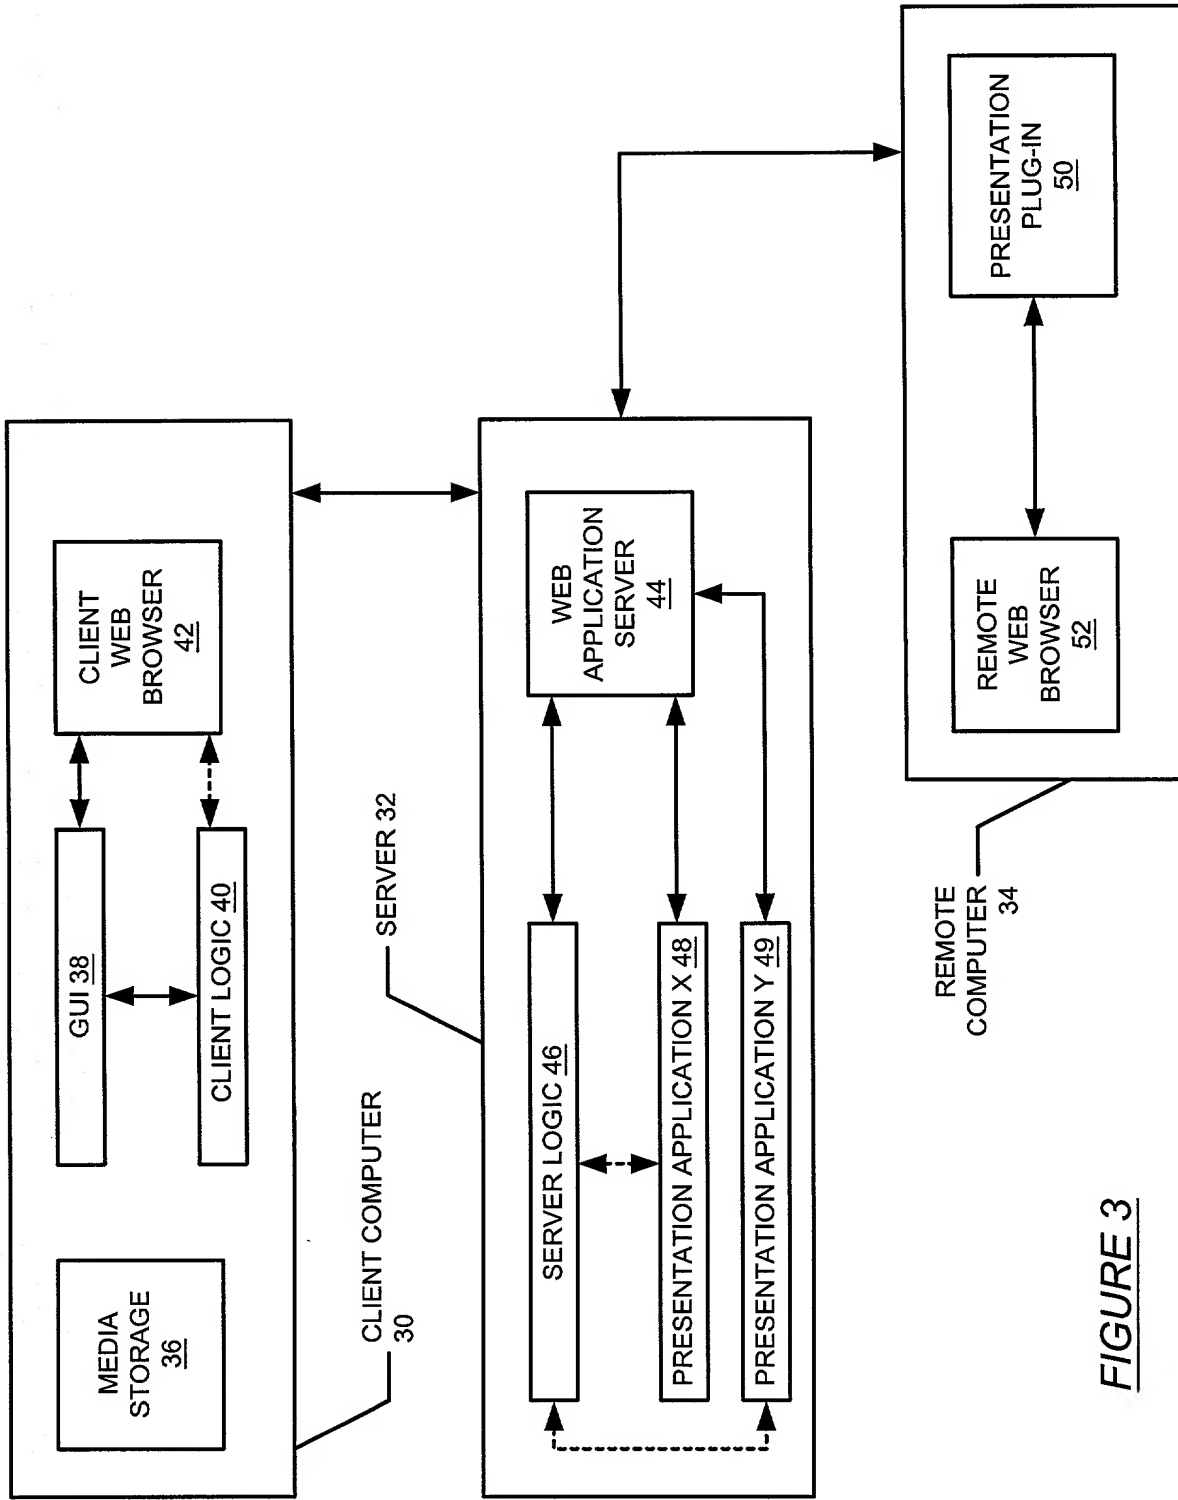 MEDIA
STORAGE
36
GUI 38
CLIENT LOGIC 40
CLIENT
WEB
BROWSER
42
CLIENT COMPUTER
30
SERVER 32
SERVER LOGIC 46
PRESENTATION APPLICATION X 48
PRESENTATION APPLICATION Y 49
WEB
APPLICATION
SERVER
44
REMOTE
COMPUTER
34
REMOTE
WEB
BROWSER
52
PRESENTATION
PLUG-IN
50
FIGURE 3